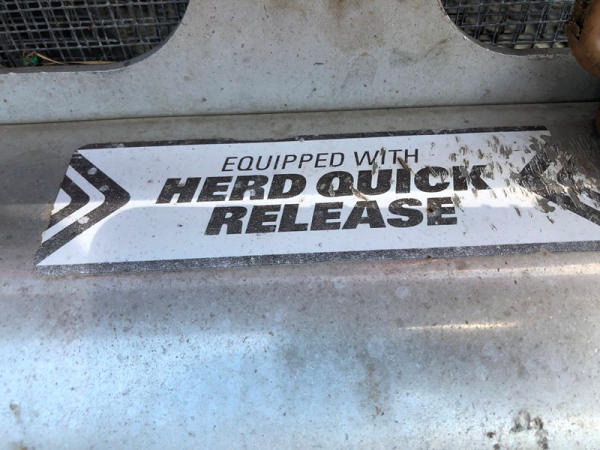 EQUIPPED WITH
HERD QUICK
RELEASE